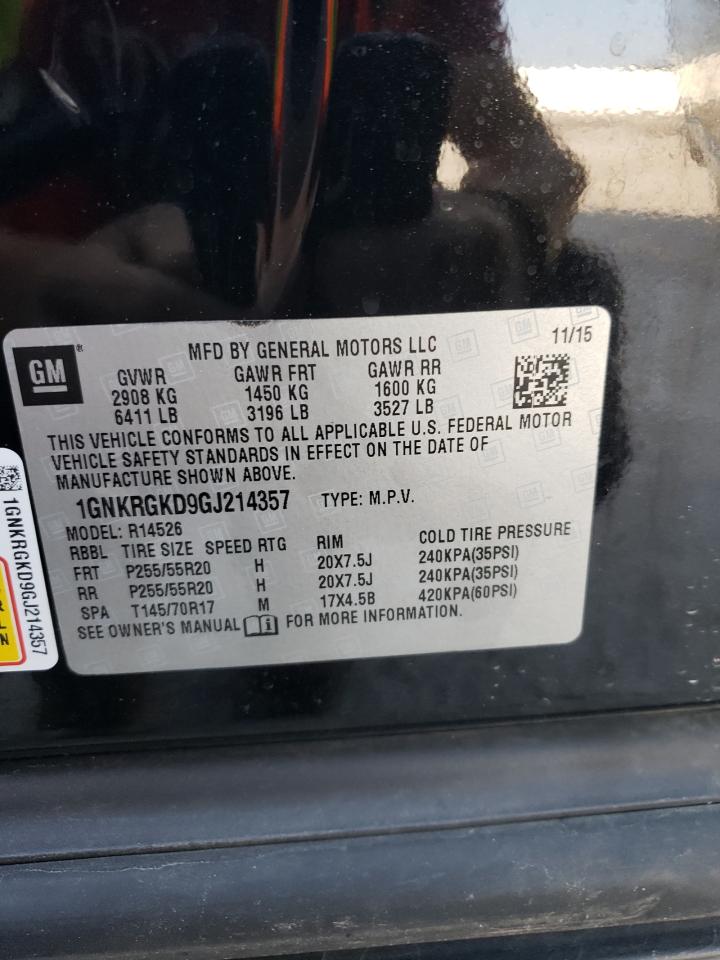 GM
MFD BY GENERAL MOTORS LLC 11/15
GVWR GAWR FRT GAWR RR
2908 KG 1450 KG 1600 KG
6411 LB 3196 LB 3527 LB
THIS VEHICLE CONFORMS TO ALL APPLICABLE U.S. FEDERAL MOTOR
VEHICLE SAFETY STANDARDS IN EFFECT ON THE DATE OF
MANUFACTURE SHOWN ABOVE.
1GNKRGKD9GJ214357 TYPE: M.P.V.
MODEL: R14526
RBBL TIRE SIZE SPEED RTG RIM COLD TIRE PRESSURE
FRT P255/55R20 H 20X7.5J 240KPA(35PSI)
RR P255/55R20 H 20X7.5J 240KPA(35PSI)
SPA T145/70R17 M 17X4.5B 420KPA(60PSI)
SEE OWNER'S MANUAL FOR MORE INFORMATION.
1GNKRGKD9GJ214357